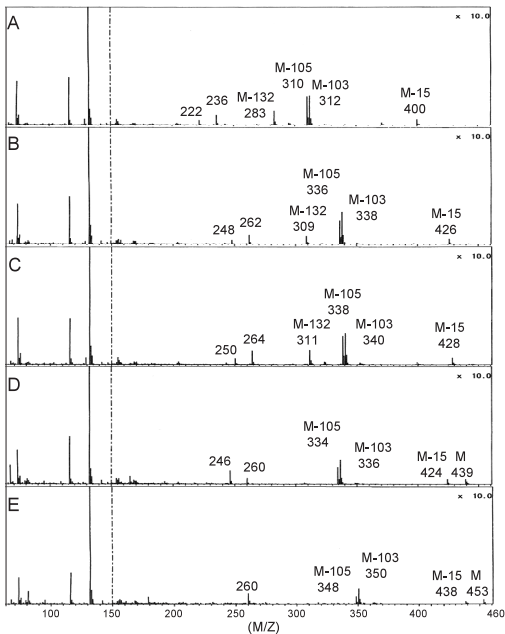 A
x 10.0
M-105
M-103
310
312
M-132
236
M-15
222
283
400
B
x 10.0
M-105
336
M-103
M-132
338
262
M-15
248
309
426
C
x 10.0
M-105
338
M-103
264
M-132
340
M-15
250
311
428
D
x 10.0
M-105
334
M-103
246
336
M-15 M
260
424 439
E
x 10.0
M-103
M-105
350
M-15 M
260
348
438 453
100 150 200 250 300 350 400 460
(M/Z)